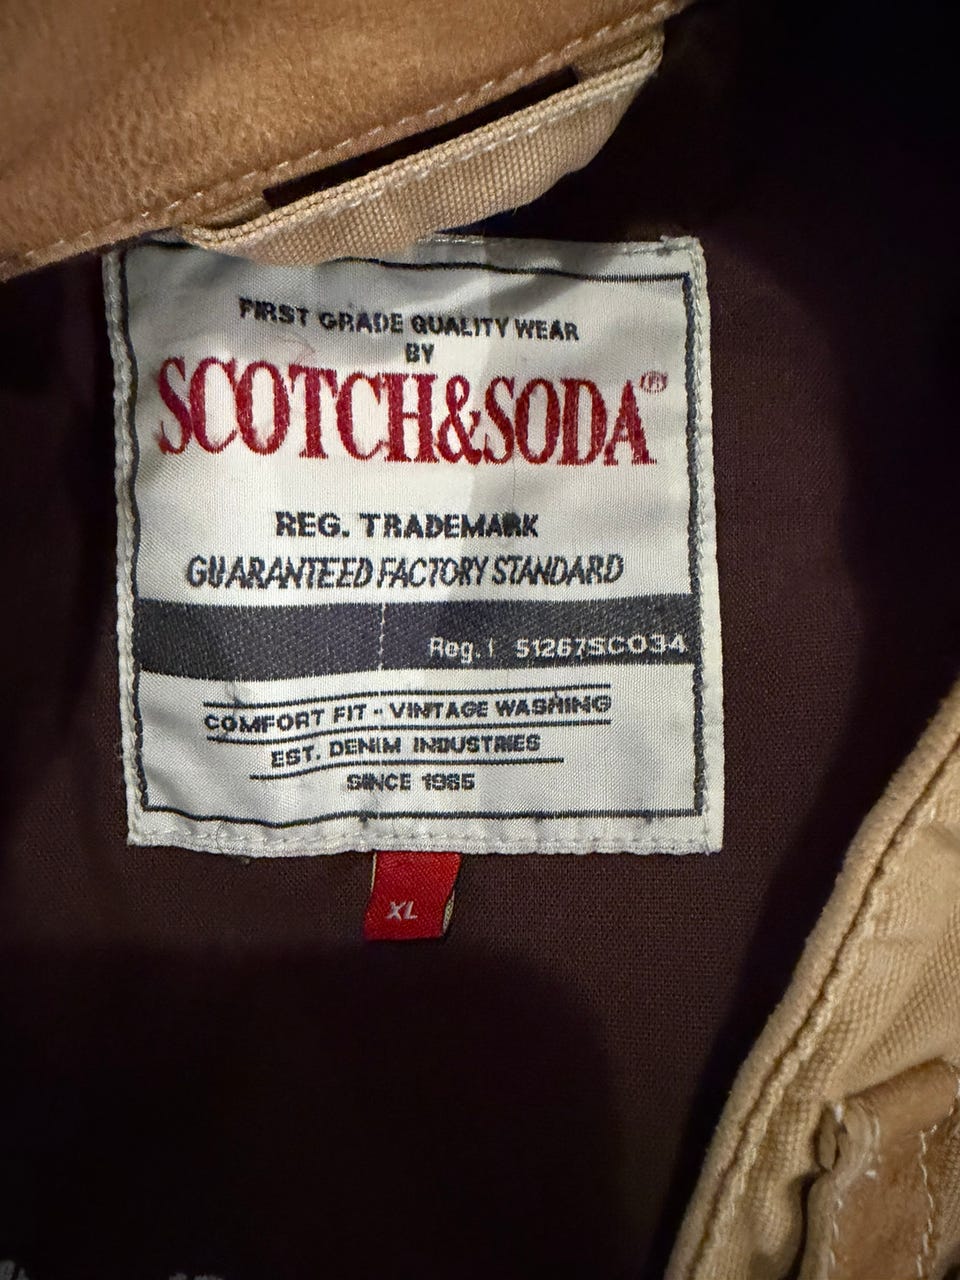 FIRST GRADE QUALITY WEAR
BY
SCOTCH&SODA®
REG. TRADEMARK
GUARANTEED FACTORY STANDARD
Reg. 51267SCO34
COMFORT FIT - VINTAGE WASHING
EST. DENIM INDUSTRIES
SINCE 1985
XL